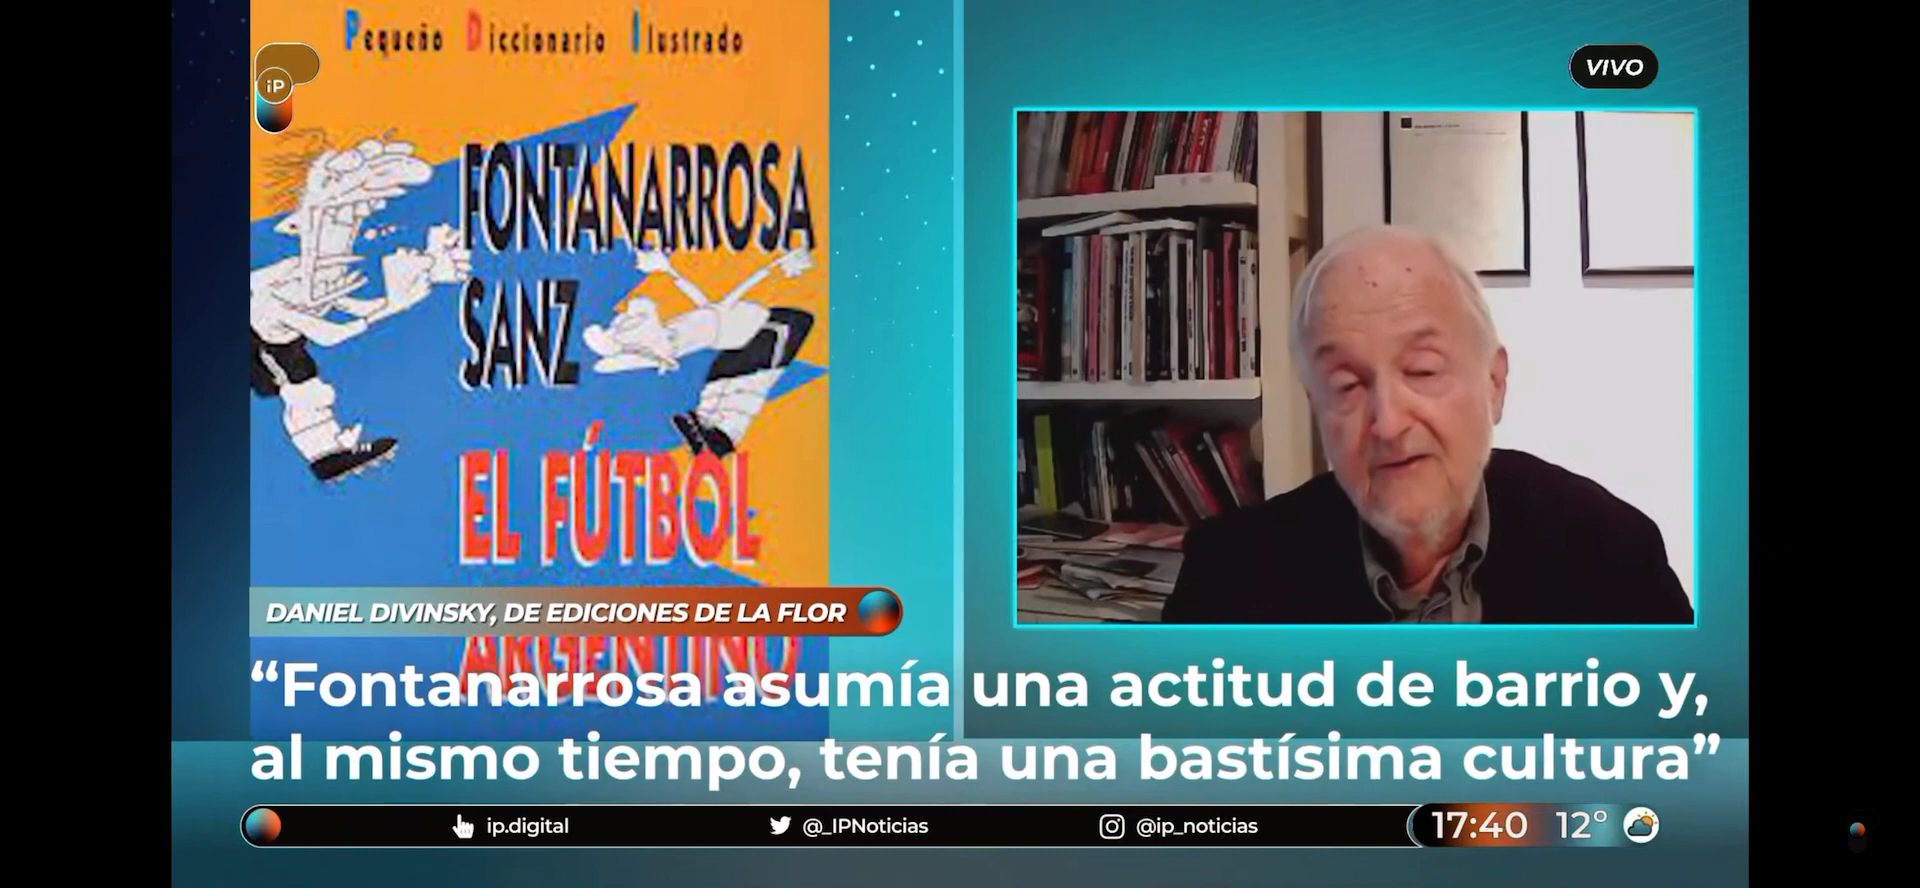 Pequeño Diccionario Ilustrado
iP
VIVO
FONTANARROSA
SANZ
EL FÚTBOL
ARGENTINO
DANIEL DIVINSKY, DE EDICIONES DE LA FLOR
“Fontanarrosa asumía una actitud de barrio y,
al mismo tiempo, tenía una bastísima cultura”
ip.digital
@_IPNoticias
@ip_noticias
17:40 12°